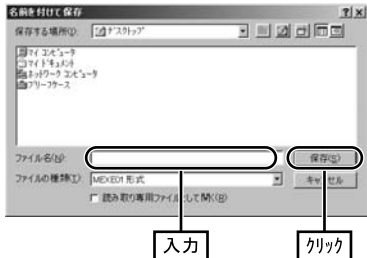 名前を付けて保存
保存する場所(I): デスクトップ
マイ コンピュータ
マイ ドキュメント
ネットワーク コンピュータ
ブリーフケース
ファイル名(N):
保存(S)
ファイルの種類(T): MEXE01 形式
キャンセル
読み取り専用ファイルとして開く(R)
入力
クリック